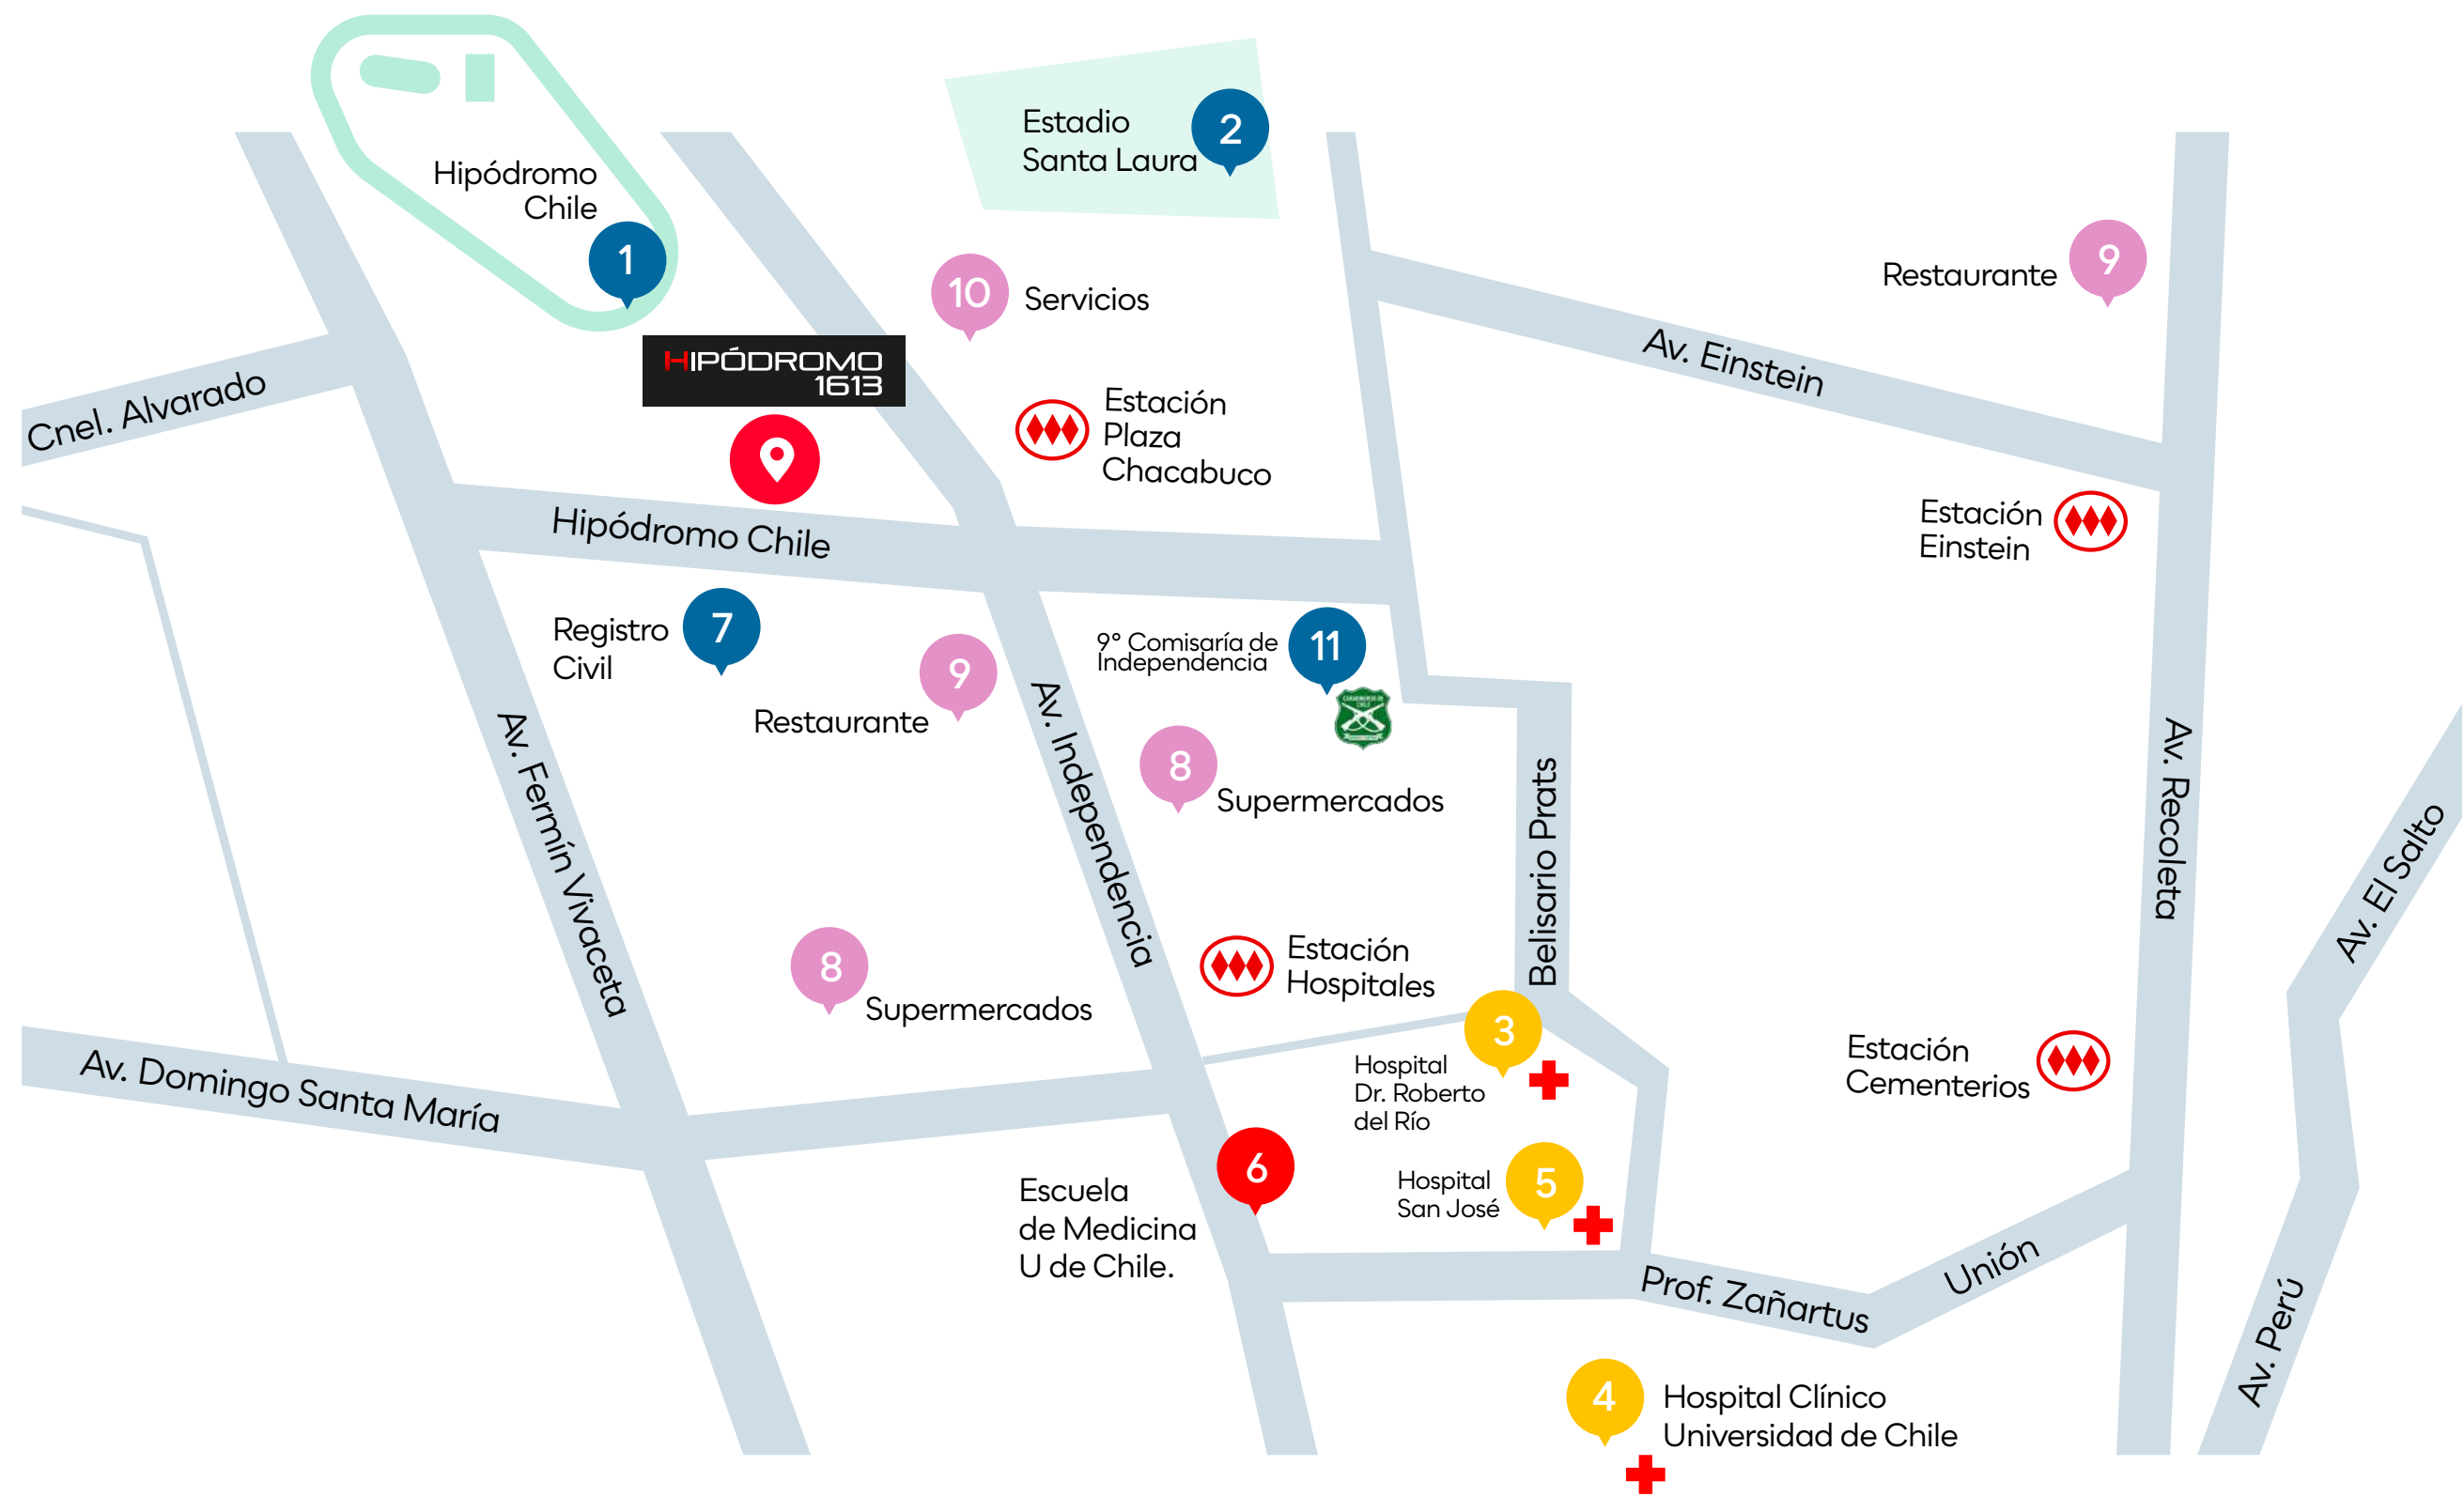 Hipódromo
Chile
1
Estadio
Santa Laura
2
10
Servicios
Restaurante
9
HIPÓDROMO
1613
Estación
Plaza
Chacabuco
Av. Einstein
Cnel. Alvarado
Hipódromo Chile
Estación
Einstein
Registro
Civil
7
9
Restaurante
9° Comisaría de
Independencia
11
CARABINEROS DE
CHILE
8
Supermercados
Av. Fermín Vivaceta
Av. Independencia
Belisario Prats
Av. Recoleta
Av. El Salto
8
Supermercados
Estación
Hospitales
3
Hospital
Dr. Roberto
del Río
Estación
Cementerios
Av. Domingo Santa María
6
Escuela
de Medicina
U de Chile.
Hospital
San José
5
Prof. Zañartus
Unión
Av. Perú
4
Hospital Clínico
Universidad de Chile